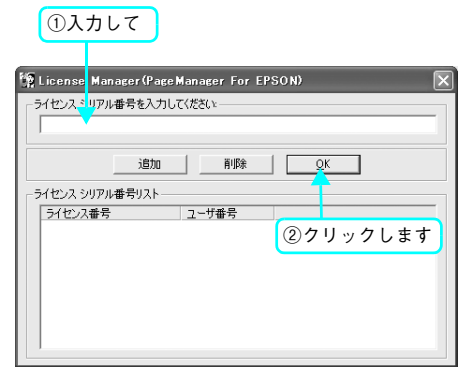 ①入力して
License Manager(PageManager For EPSON)
ライセンス シリアル番号を入力してください:
追加 削除 OK
ライセンス シリアル番号リスト
ライセンス番号 ユーザ番号
②クリックします